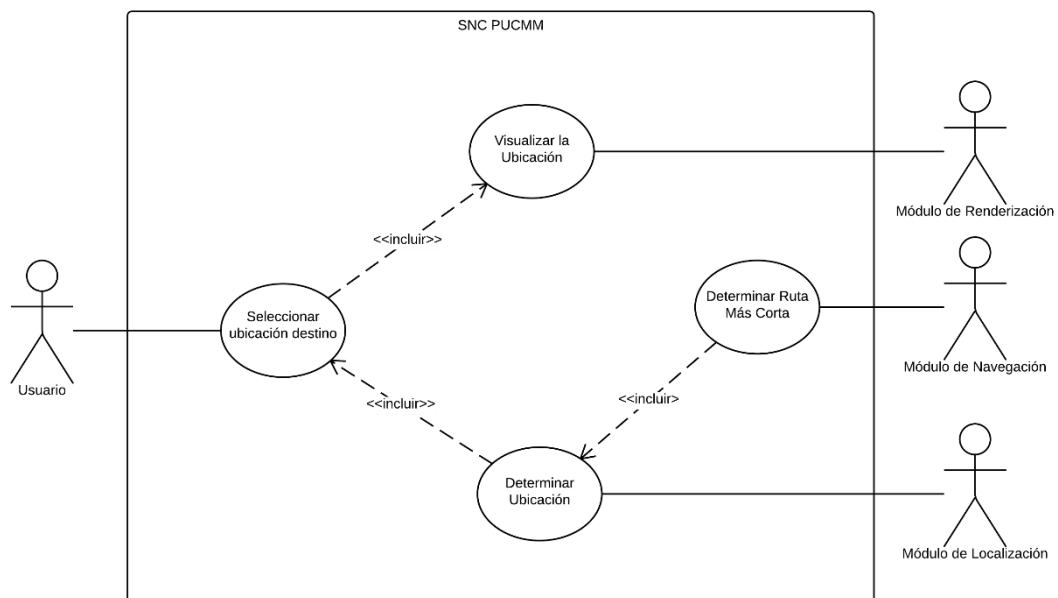 SNC PUCMM
Visualizar la
Ubicación
Módulo de Renderización
<<incluir>>
Seleccionar
ubicación destino
Usuario
Determinar Ruta
Más Corta
Módulo de Navegación
<<incluir>>
<<incluir>
Determinar
Ubicación
Módulo de Localización